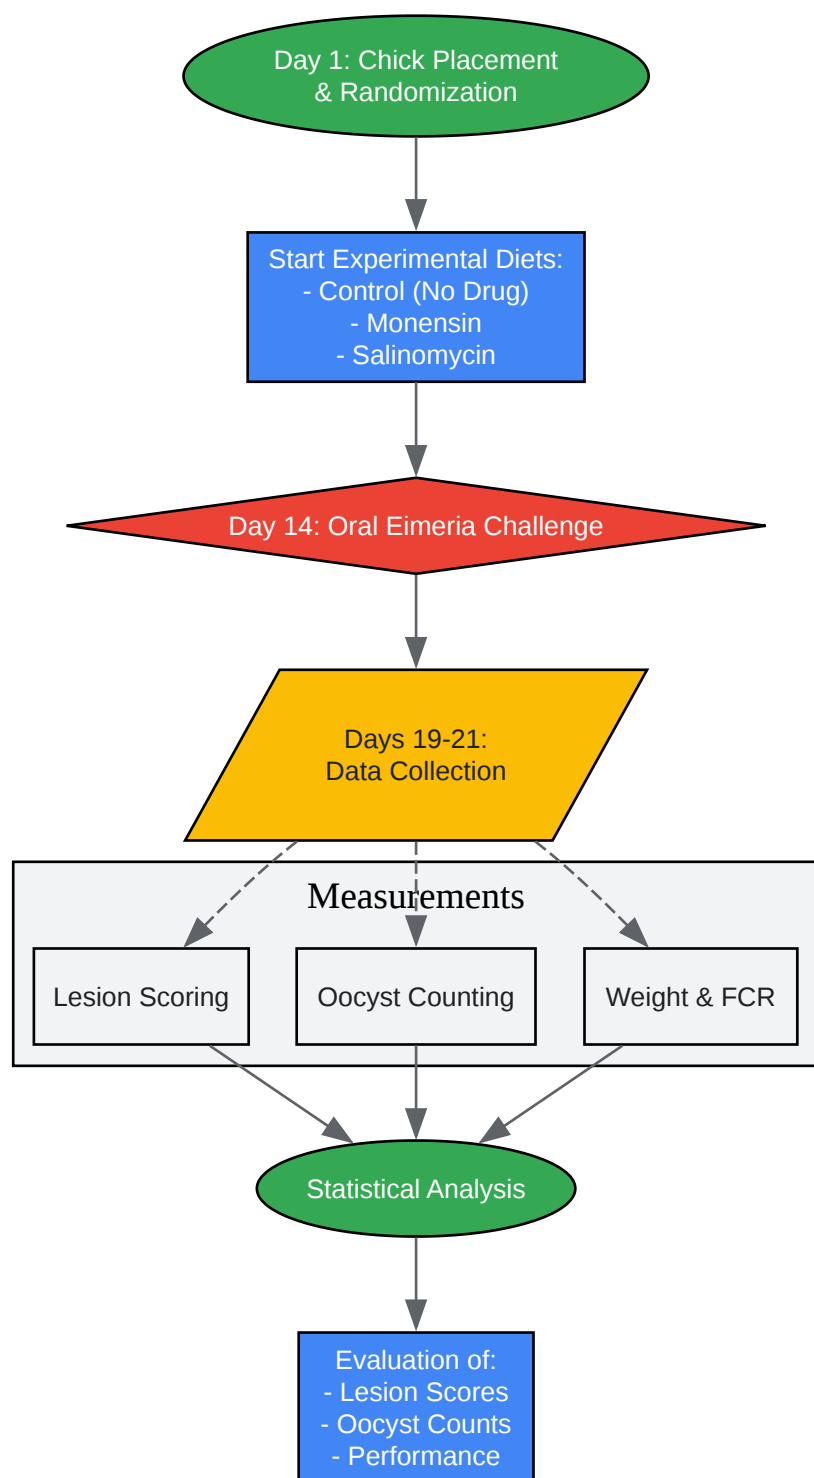 Day 1: Chick Placement
& Randomization
Start Experimental Diets:
- Control (No Drug)
- Monensin
- Salinomycin
Day 14: Oral Eimeria Challenge
Days 19-21:
Data Collection
Measurements
Lesion Scoring
Oocyst Counting
Weight & FCR
Statistical Analysis
Evaluation of:
- Lesion Scores
- Oocyst Counts
- Performance